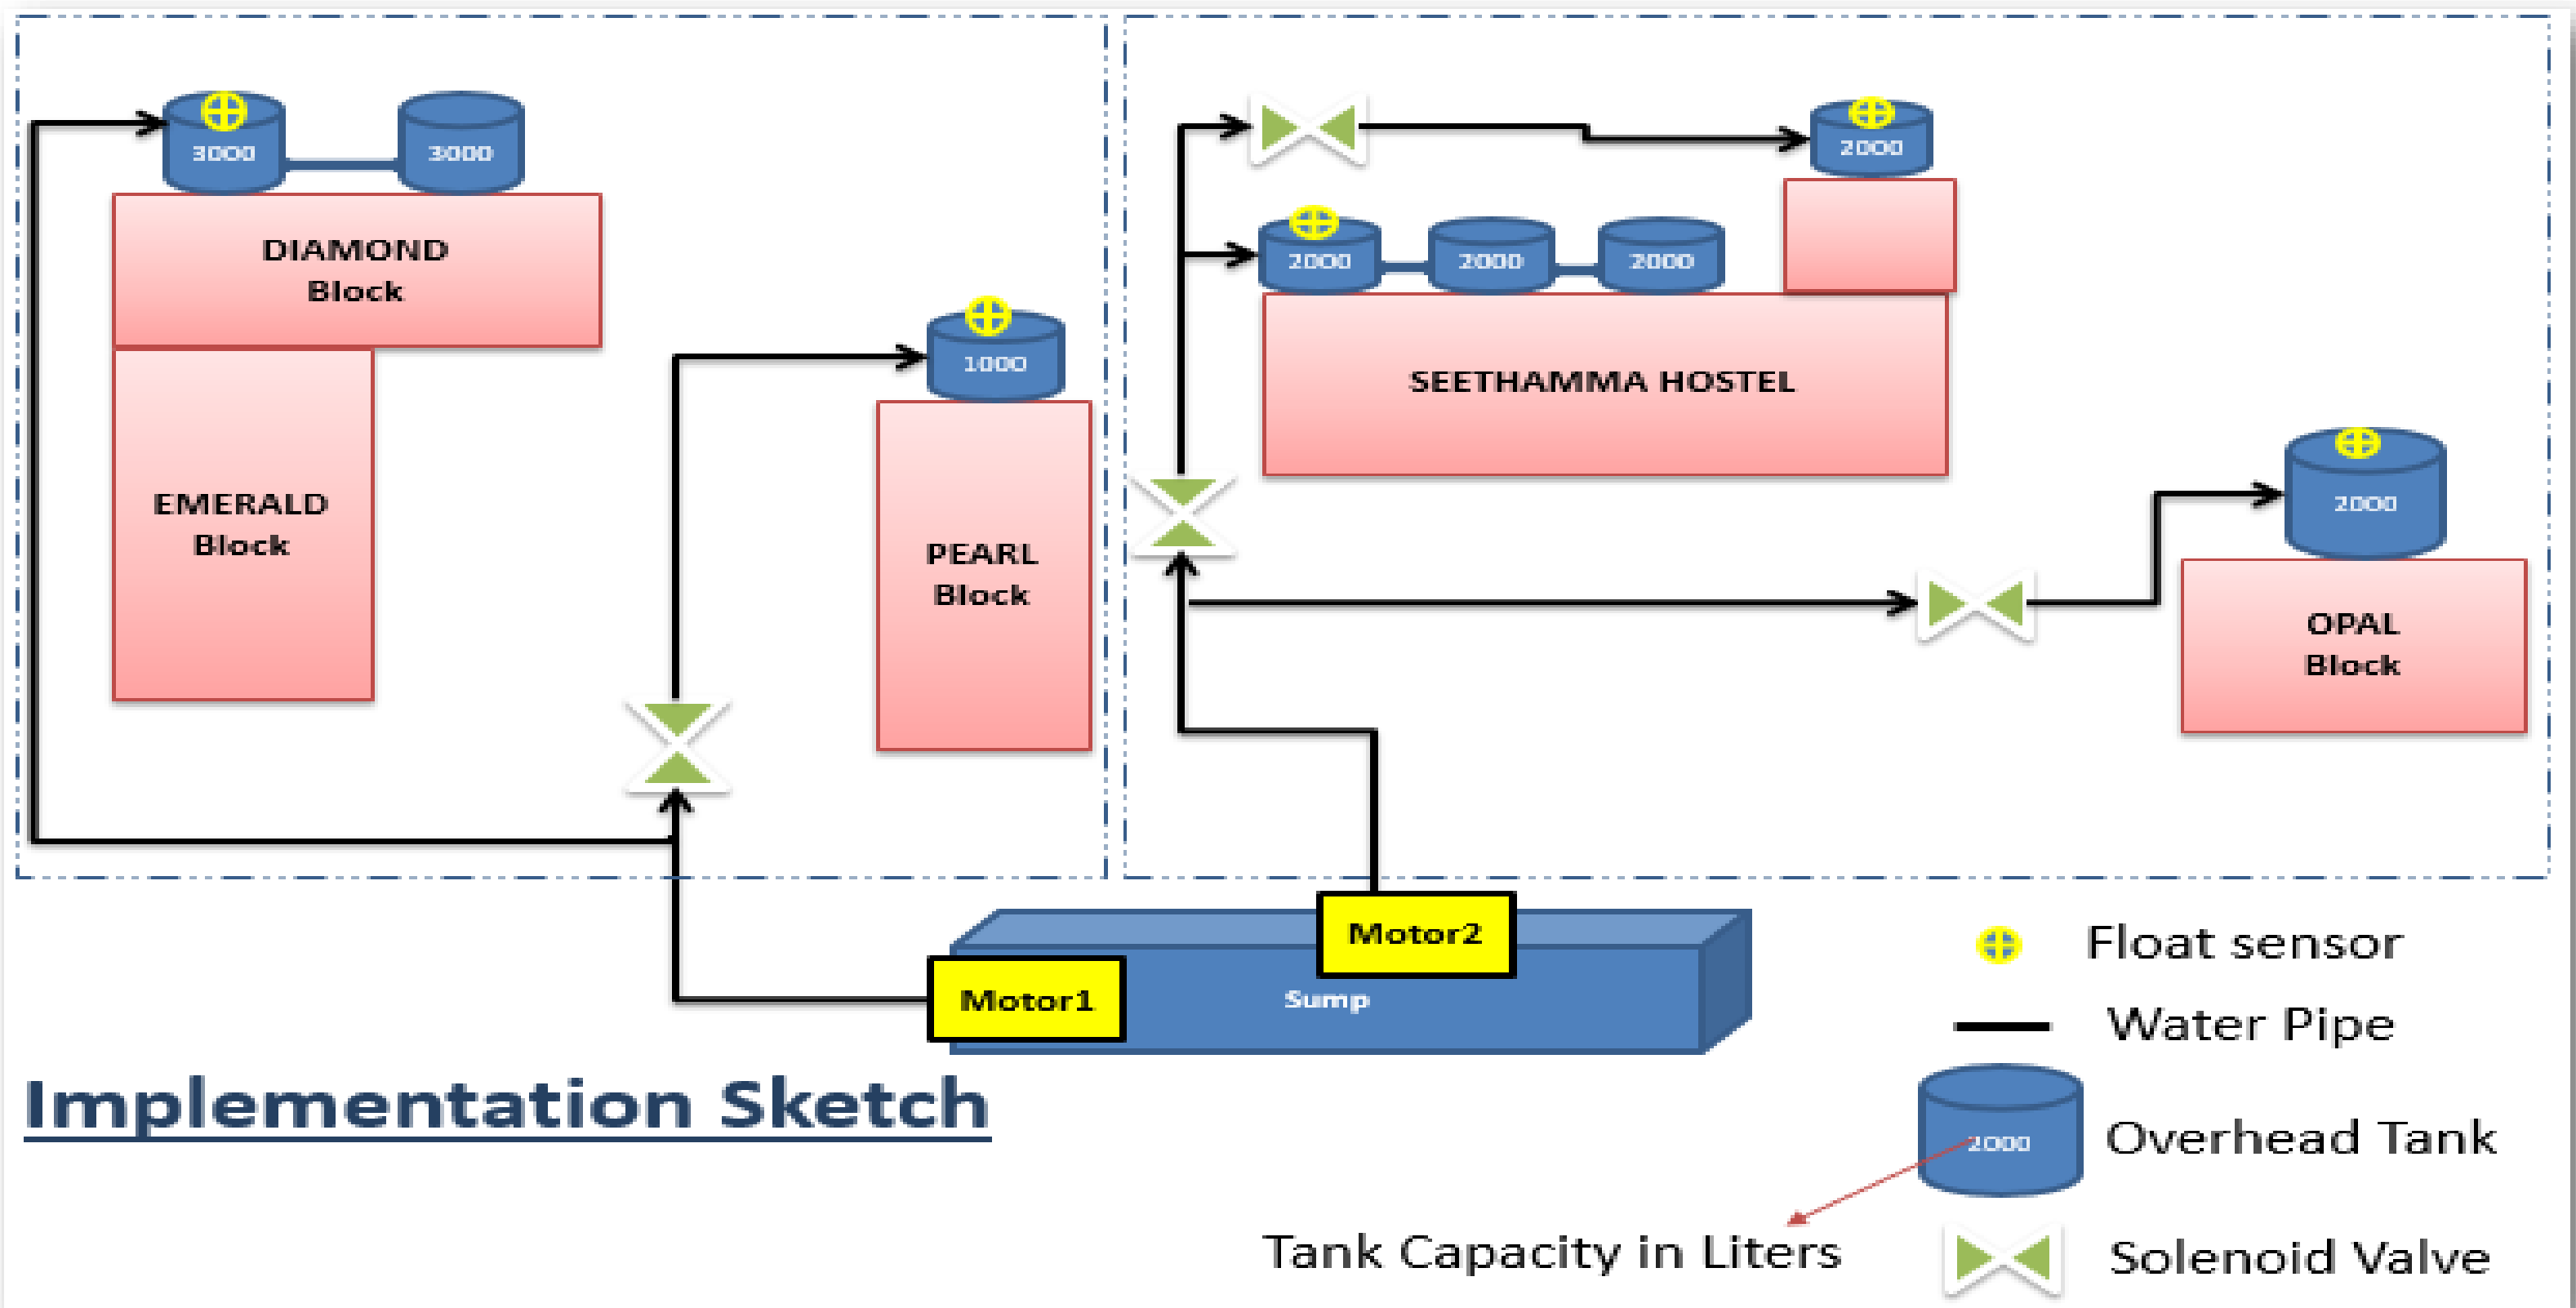 3000
3000
DIAMOND
Block
EMERALD
Block
1000
PEARL
Block
2000
2000
2000
2000
SEETHAMMA HOSTEL
2000
OPAL
Block
Motor2
Motor1
Sump
Implementation Sketch
Float sensor
Water Pipe
2000
Overhead Tank
Tank Capacity in Liters
Solenoid Valve